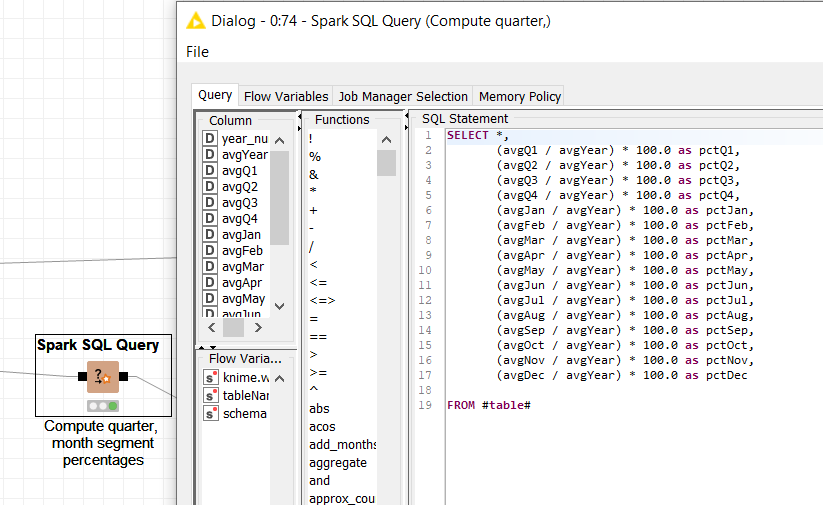 Dialog - 0:74 - Spark SQL Query (Compute quarter,)
File
Query
Flow Variables
Job Manager Selection
Memory Policy
Column
D year_nu
D avgYear
D avgQ1
D avgQ2
D avgQ3
D avgQ4
D avgJan
D avgFeb
D avgMar
D avgApr
D avgMay
D avgJun
Flow Varia...
s knime.w
s tableNar
s schema
Functions
!
%
&
*
+
-
/
<
<=
<=>
=
==
>
>=
^
abs
acos
add_months
aggregate
and
approx_cou
SQL Statement
1 SELECT *,
2 (avgQ1 / avgYear) * 100.0 as pctQ1,
3 (avgQ2 / avgYear) * 100.0 as pctQ2,
4 (avgQ3 / avgYear) * 100.0 as pctQ3,
5 (avgQ4 / avgYear) * 100.0 as pctQ4,
6 (avgJan / avgYear) * 100.0 as pctJan,
7 (avgFeb / avgYear) * 100.0 as pctFeb,
8 (avgMar / avgYear) * 100.0 as pctMar,
9 (avgApr / avgYear) * 100.0 as pctApr,
10 (avgMay / avgYear) * 100.0 as pctMay,
11 (avgJun / avgYear) * 100.0 as pctJun,
12 (avgJul / avgYear) * 100.0 as pctJul,
13 (avgAug / avgYear) * 100.0 as pctAug,
14 (avgSep / avgYear) * 100.0 as pctSep,
15 (avgOct / avgYear) * 100.0 as pctOct,
16 (avgNov / avgYear) * 100.0 as pctNov,
17 (avgDec / avgYear) * 100.0 as pctDec
18
19 FROM #table#
Spark SQL Query
?
Compute quarter,
month segment
percentages